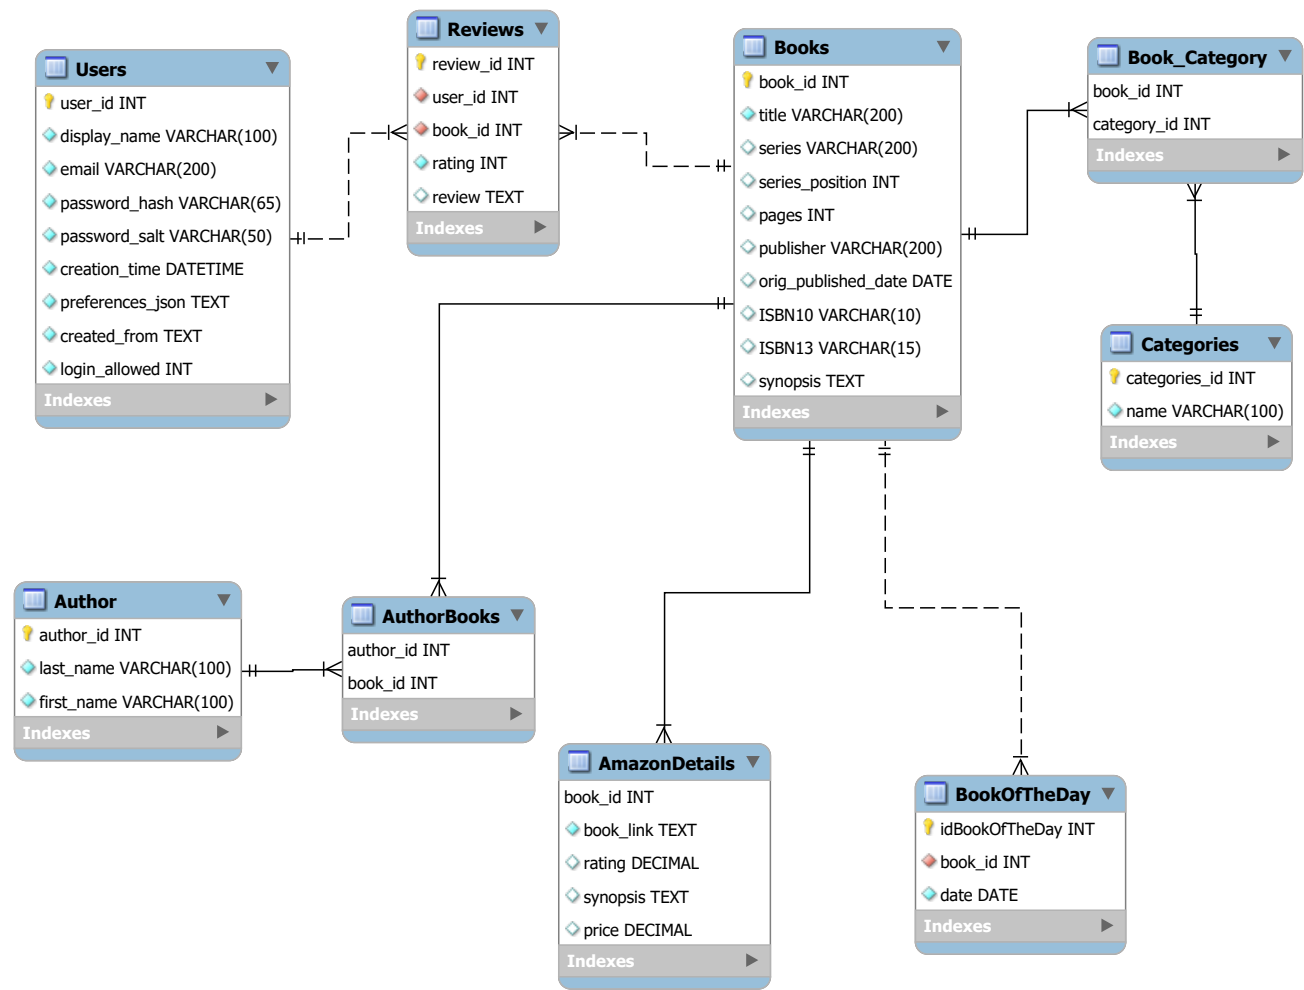 Users
user_id INT
display_name VARCHAR(100)
email VARCHAR(200)
password_hash VARCHAR(65)
password_salt VARCHAR(50)
creation_time DATETIME
preferences_json TEXT
created_from TEXT
login_allowed INT
Indexes
Reviews
review_id INT
user_id INT
book_id INT
rating INT
review TEXT
Indexes
Books
book_id INT
title VARCHAR(200)
series VARCHAR(200)
series_position INT
pages INT
publisher VARCHAR(200)
orig_published_date DATE
ISBN10 VARCHAR(10)
ISBN13 VARCHAR(15)
synopsis TEXT
Indexes
Book_Category
book_id INT
category_id INT
Indexes
Categories
categories_id INT
name VARCHAR(100)
Indexes
Author
author_id INT
last_name VARCHAR(100)
first_name VARCHAR(100)
Indexes
AuthorBooks
author_id INT
book_id INT
Indexes
AmazonDetails
book_id INT
book_link TEXT
rating DECIMAL
synopsis TEXT
price DECIMAL
Indexes
BookOfTheDay
idBookOfTheDay INT
book_id INT
date DATE
Indexes